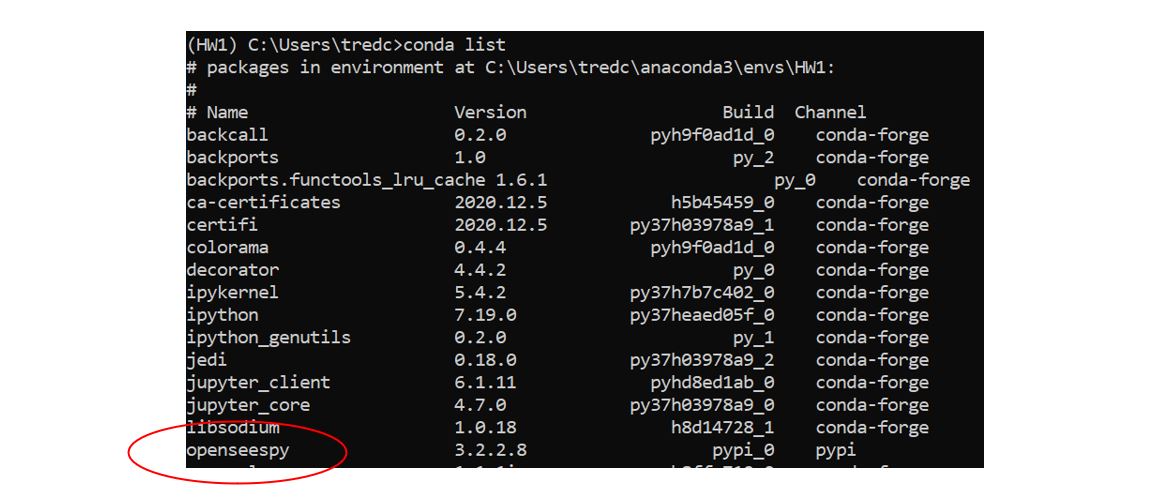 (HW1) C:\Users\tredc>conda list
# packages in environment at C:\Users\tredc\anaconda3\envs\HW1:
#
# Name Version Build Channel
backcall 0.2.0 pyh9f0ad1d_0 conda-forge
backports 1.0 py_2 conda-forge
backports.functools_lru_cache 1.6.1 py_0 conda-forge
ca-certificates 2020.12.5 h5b45459_0 conda-forge
certifi 2020.12.5 py37h03978a9_1 conda-forge
colorama 0.4.4 pyh9f0ad1d_0 conda-forge
decorator 4.4.2 py_0 conda-forge
ipykernel 5.4.2 py37h7b7c402_0 conda-forge
ipython 7.19.0 py37heaed05f_0 conda-forge
ipython_genutils 0.2.0 py_1 conda-forge
jedi 0.18.0 py37h03978a9_2 conda-forge
jupyter_client 6.1.11 pyhd8ed1ab_0 conda-forge
jupyter_core 4.7.0 py37h03978a9_0 conda-forge
libsodium 1.0.18 h8d14728_1 conda-forge
openseespy 3.2.2.8 pypi_0 pypi